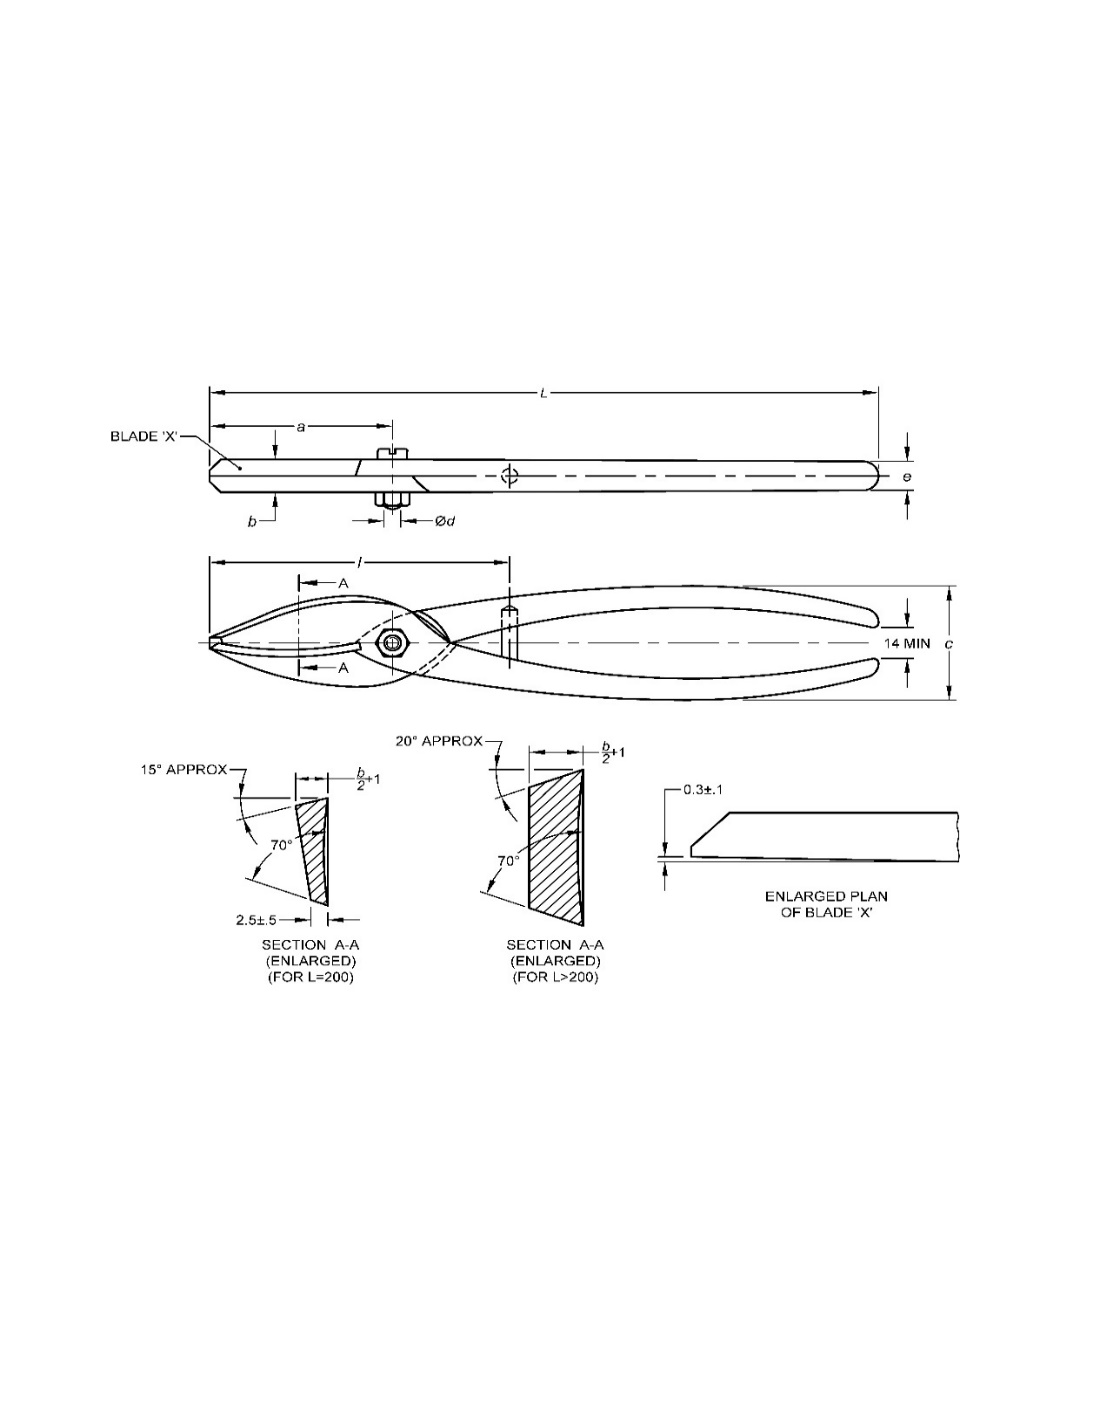 L
a
BLADE 'X'
e
b
Ød
l
A
14 MIN
c
A
20° APPROX
b/2+1
15° APPROX
b/2+1
0.3±.1
70°
70°
ENLARGED PLAN
OF BLADE 'X'
2.5±.5
SECTION A-A
(ENLARGED)
(FOR L=200)
SECTION A-A
(ENLARGED)
(FOR L>200)